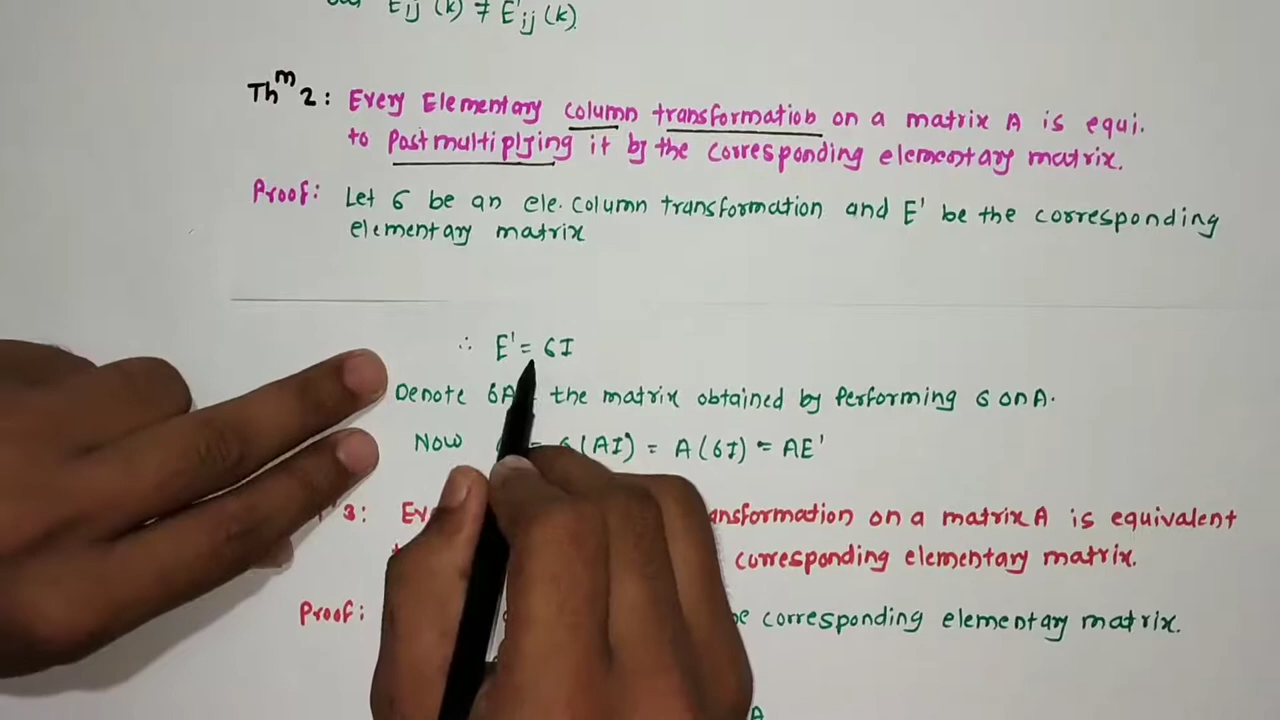 E ij (k) ≠ E' ij (k).
Th^m 2: Every Elementary column transformation on a matrix A is equi.
to Postmultiplying it by the corresponding elementary matrix.
Proof: Let σ be an ele. column transformation and E' be the corresponding
elementary matrix
∴ E' = σI
Denote σA the matrix obtained by Performing σ on A.
Now = σ(AI) = A(σI) = AE'
3: ansformation on a matrix A is equivalent
corresponding elementary matrix.
Proof: corresponding elementary matrix.
A